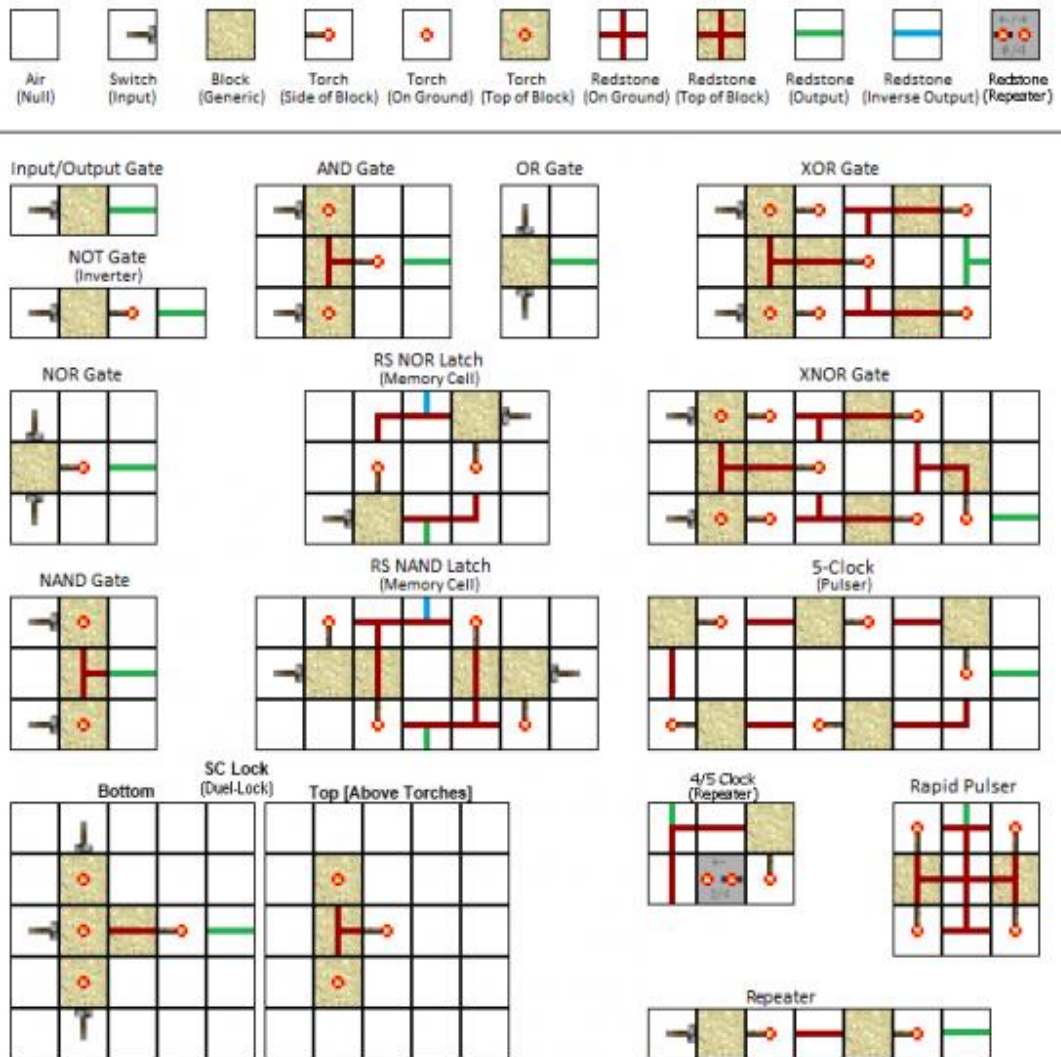 Air
(Null)
Switch
(Input)
Block
(Generic)
Torch
(Side of Block)
Torch
(On Ground)
Torch
(Top of Block)
Redstone
(On Ground)
Redstone
(Top of Block)
Redstone
(Output)
Redstone
(Inverse Output)
Redstone
(Repeater)
Input/Output Gate
AND Gate
OR Gate
XOR Gate
NOT Gate
(Inverter)
NOR Gate
RS NOR Latch
(Memory Cell)
XNOR Gate
NAND Gate
RS NAND Latch
(Memory Cell)
5-Clock
(Pulser)
SC Lock
(Duel-Lock)
Bottom
Top [Above Torches]
4/5 Clock
(Repeater)
Rapid Pulser
Repeater